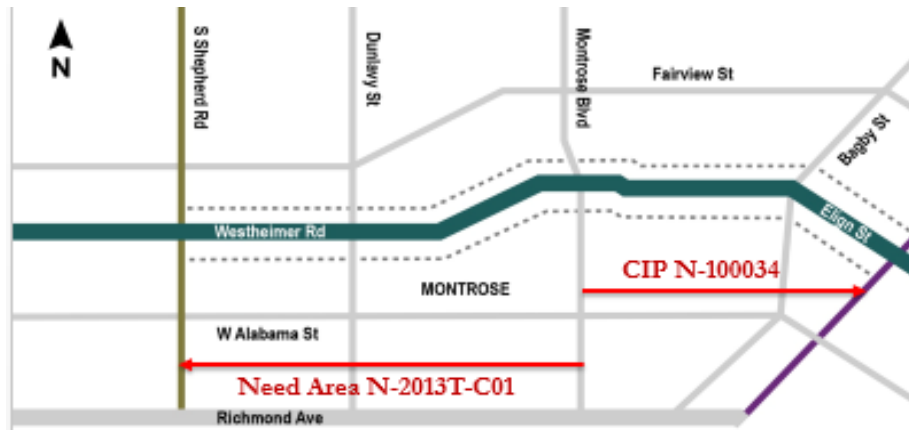 N
S Shepherd Rd
Dunlavy St
Montrose Blvd
Fairview St
Bagby St
Westheimer Rd
Elign St
CIP N-100034
MONTROSE
W Alabama St
Need Area N-2013T-C01
Richmond Ave